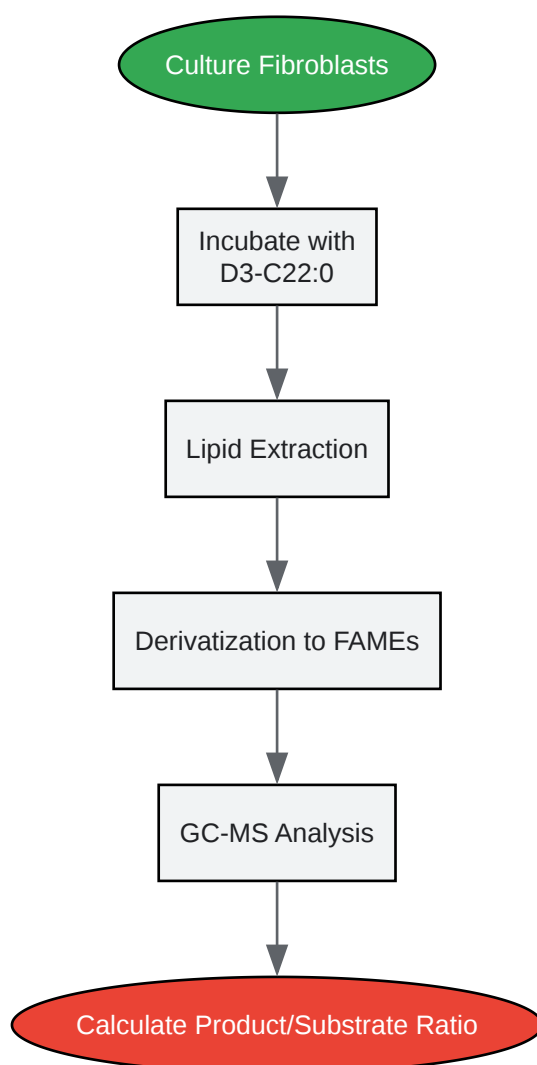 Culture Fibroblasts
Incubate with
D3-C22:0
Lipid Extraction
Derivatization to FAMEs
GC-MS Analysis
Calculate Product/Substrate Ratio